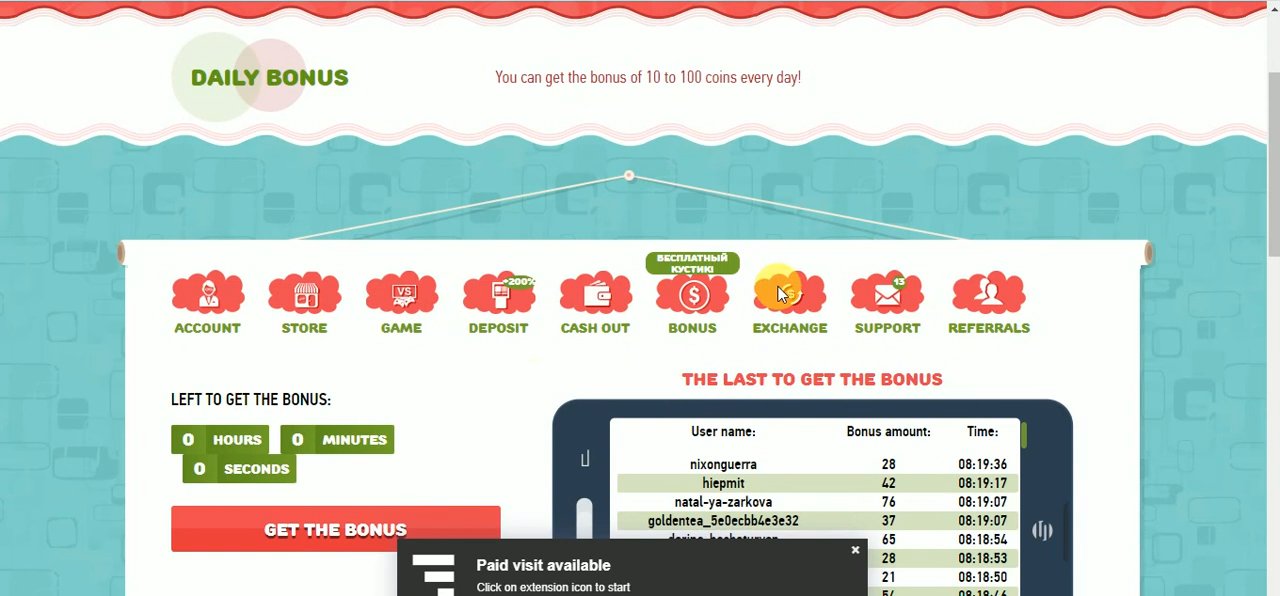 DAILY BONUS
You can get the bonus of 10 to 100 coins every day!
БЕСПЛАТНЫЙ
КУСТИК!
+200%
VS
$
13
ACCOUNT STORE GAME DEPOSIT CASH OUT BONUS EXCHANGE SUPPORT REFERRALS
LEFT TO GET THE BONUS:
0 HOURS 0 MINUTES
0 SECONDS
GET THE BONUS
THE LAST TO GET THE BONUS
User name: Bonus amount: Time:
nixonguerra 28 08:19:36
hiepmit 42 08:19:17
natal-ya-zarkova 76 08:19:07
goldentea_5e0ecbb4e3e32 37 08:19:07
65 08:18:54
28 08:18:53
21 08:18:50
Paid visit available
Click on extension icon to start